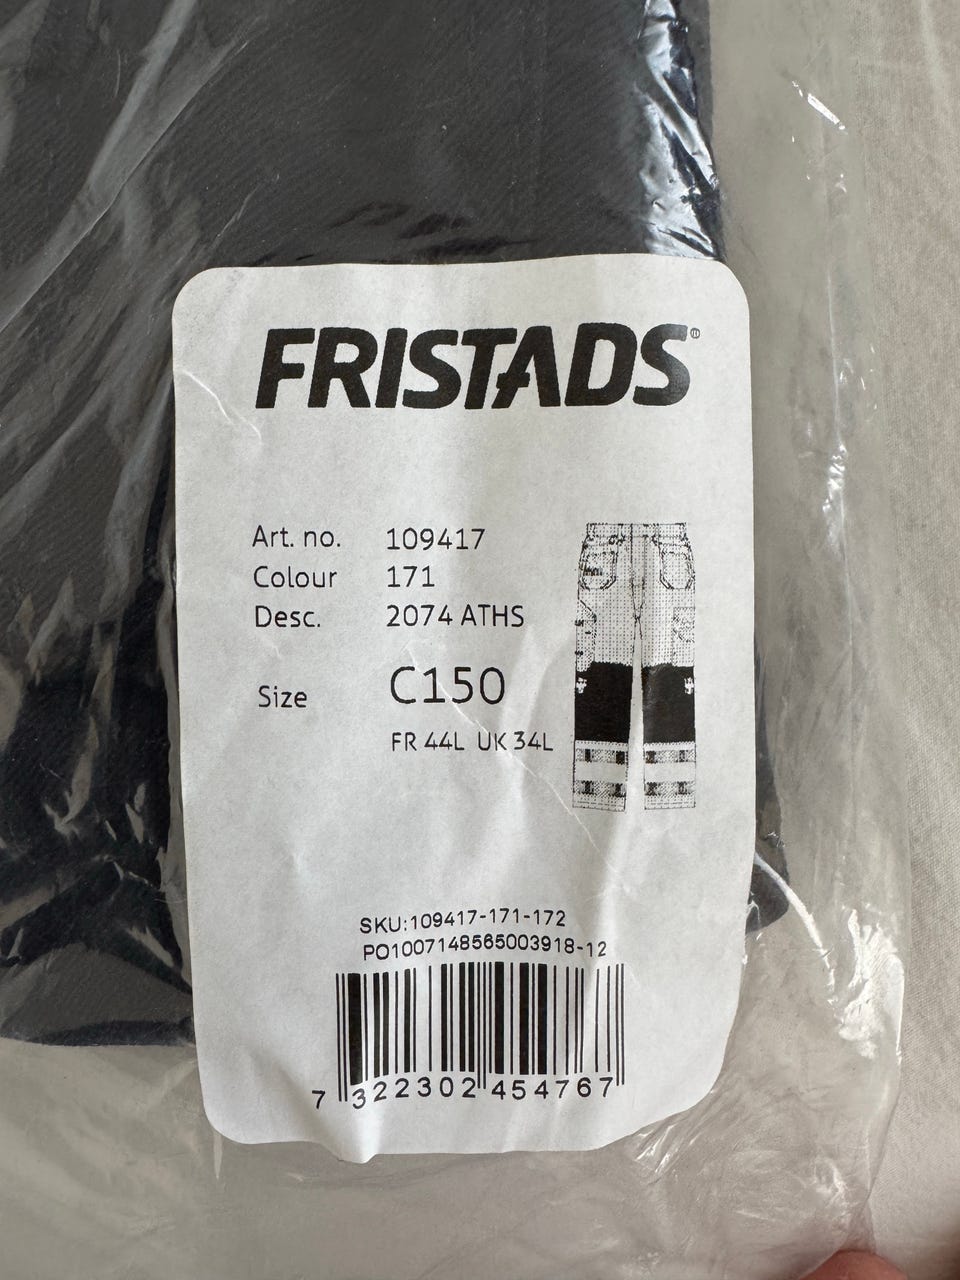 FRISTADS®
Art. no. 109417
Colour 171
Desc. 2074 ATHS
Size C150
FR 44L UK 34L
SKU:109417-171-172
PO1007148565003918-12
7 322302 454767